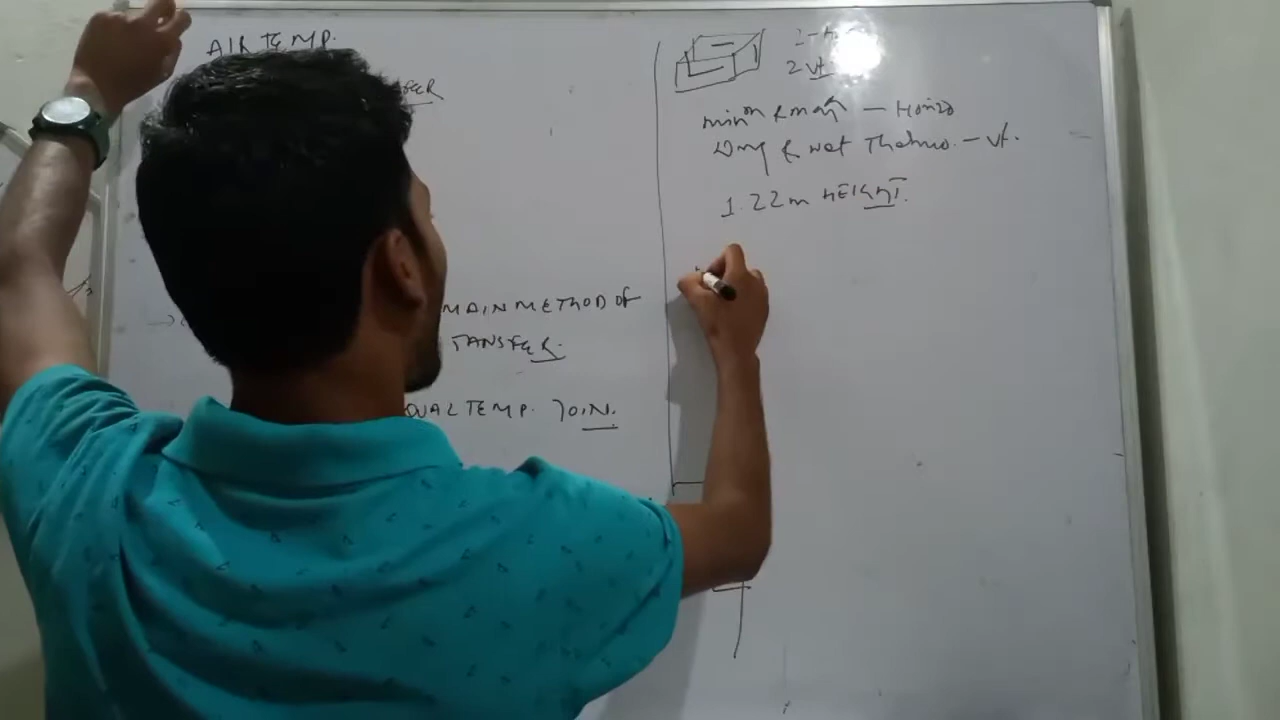 AIR TEMP.
FER
MAIN METHOD OF
TANSFER.
QUAL TEMP. JOIN.
2 vt
min^m & max^m — Horizo
Dry & wet Thermo. — vt.
1.22m HEIGHT.